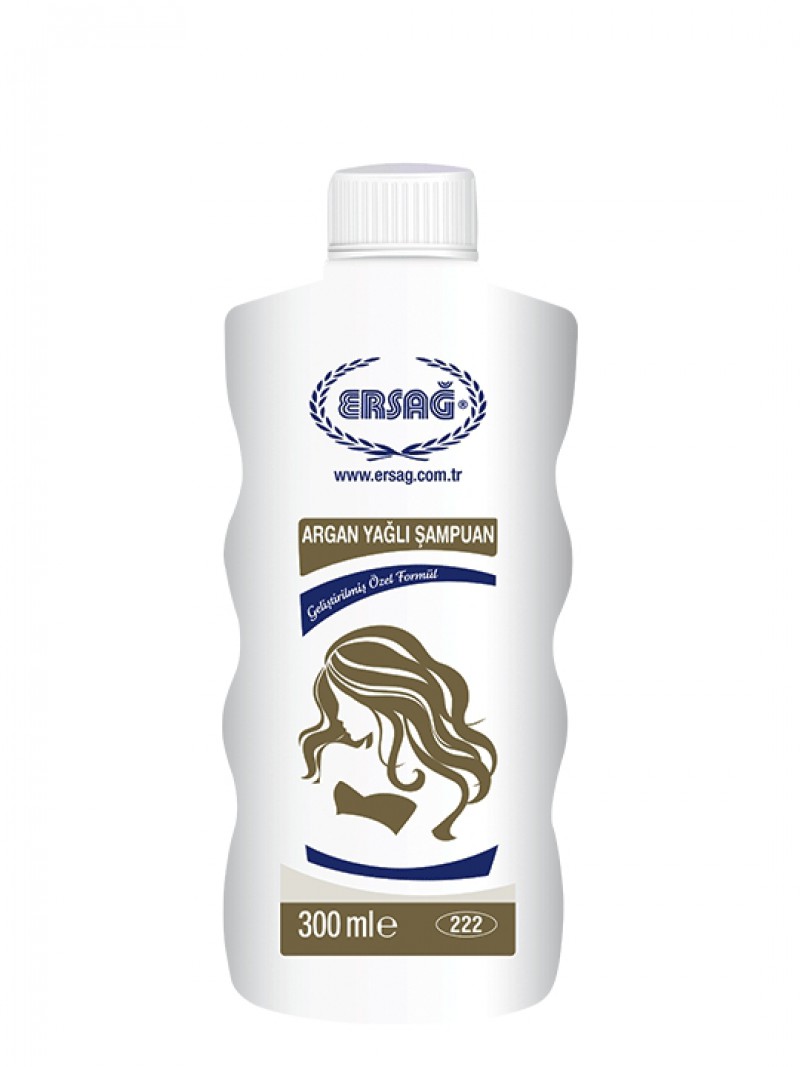 ERSAĞ®
www.ersag.com.tr
ARGAN YAĞLI ŞAMPUAN
Geliştirilmiş Özel Formül
300 ml e
222